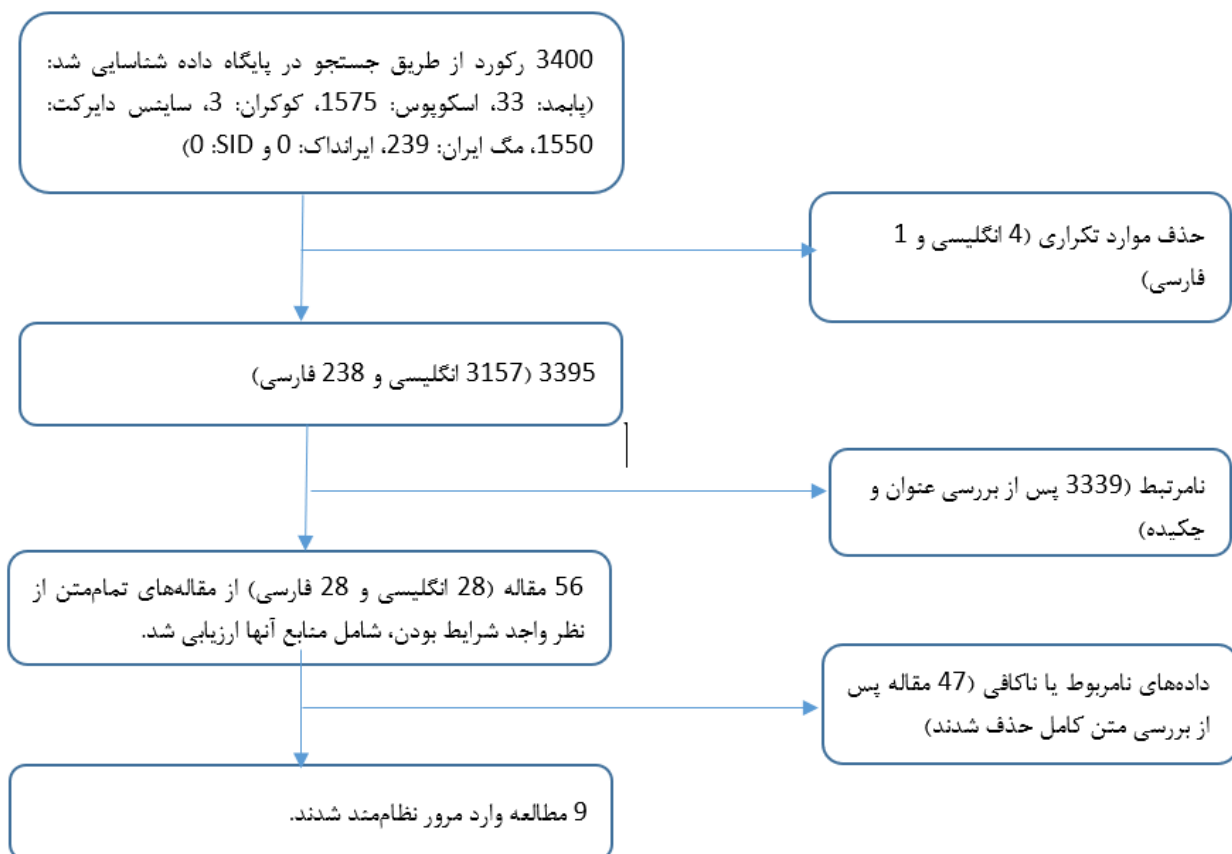 3400 رکورد از طریق جستجو در پایگاه داده شناسایی شد:
(پابمد: 33، اسکوپوس: 1575، کوکران: 3، ساینس دایرکت:
1550، مگ ایران: 239، ایرانداک: 0 و SID: 0)
حذف موارد تکراری (4 انگلیسی و 1
فارسی)
3395 (3157 انگلیسی و 238 فارسی)
نامرتبط (3339 پس از بررسی عنوان و
چکیده)
56 مقاله (28 انگلیسی و 28 فارسی) از مقاله‌های تمام‌متن از
نظر واجد شرایط بودن، شامل منابع آنها ارزیابی شد.
داده‌های نامربوط یا ناکافی (47 مقاله پس
از بررسی متن کامل حذف شدند)
9 مطالعه وارد مرور نظام‌مند شدند.